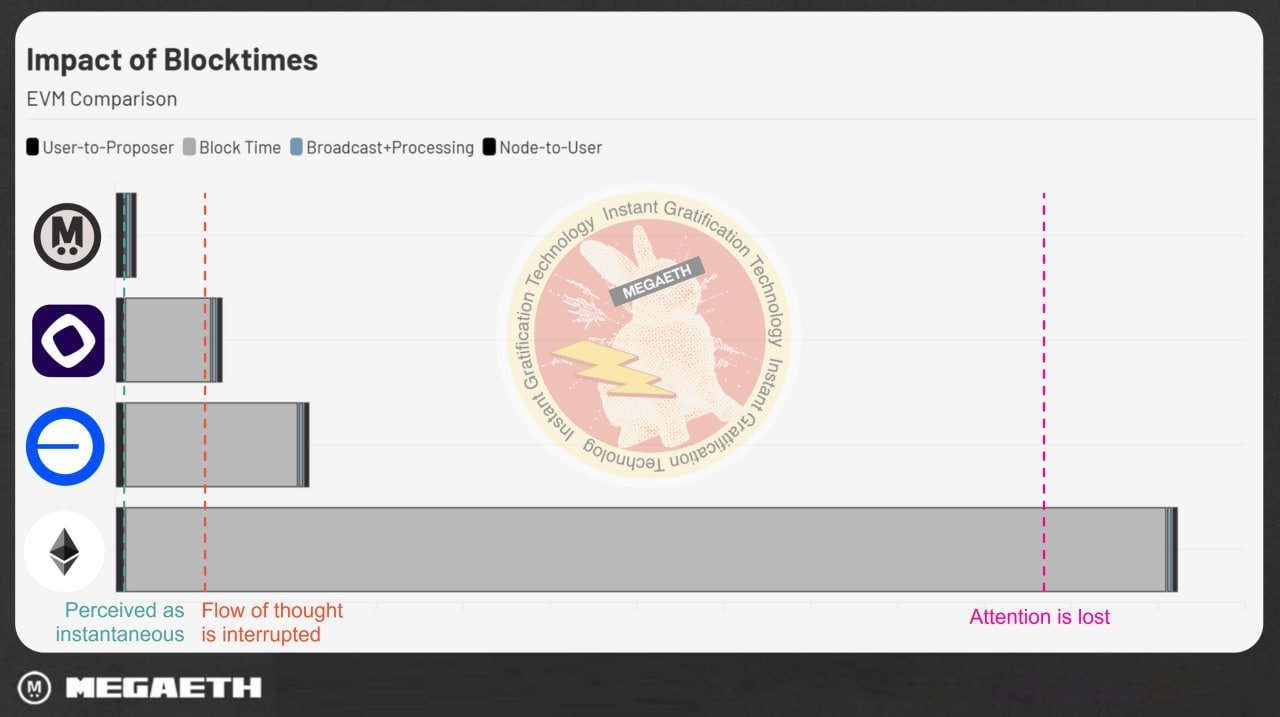 Impact of Blocktimes
EVM Comparison
User-to-Proposer Block Time Broadcast+Processing Node-to-User
M
Instant Gratification Technology Instant Gratification Technology Instant Gratification Technolog
MEGAETH
Perceived as
instantaneous
Flow of thought
is interrupted
Attention is lost
M MEGAETH